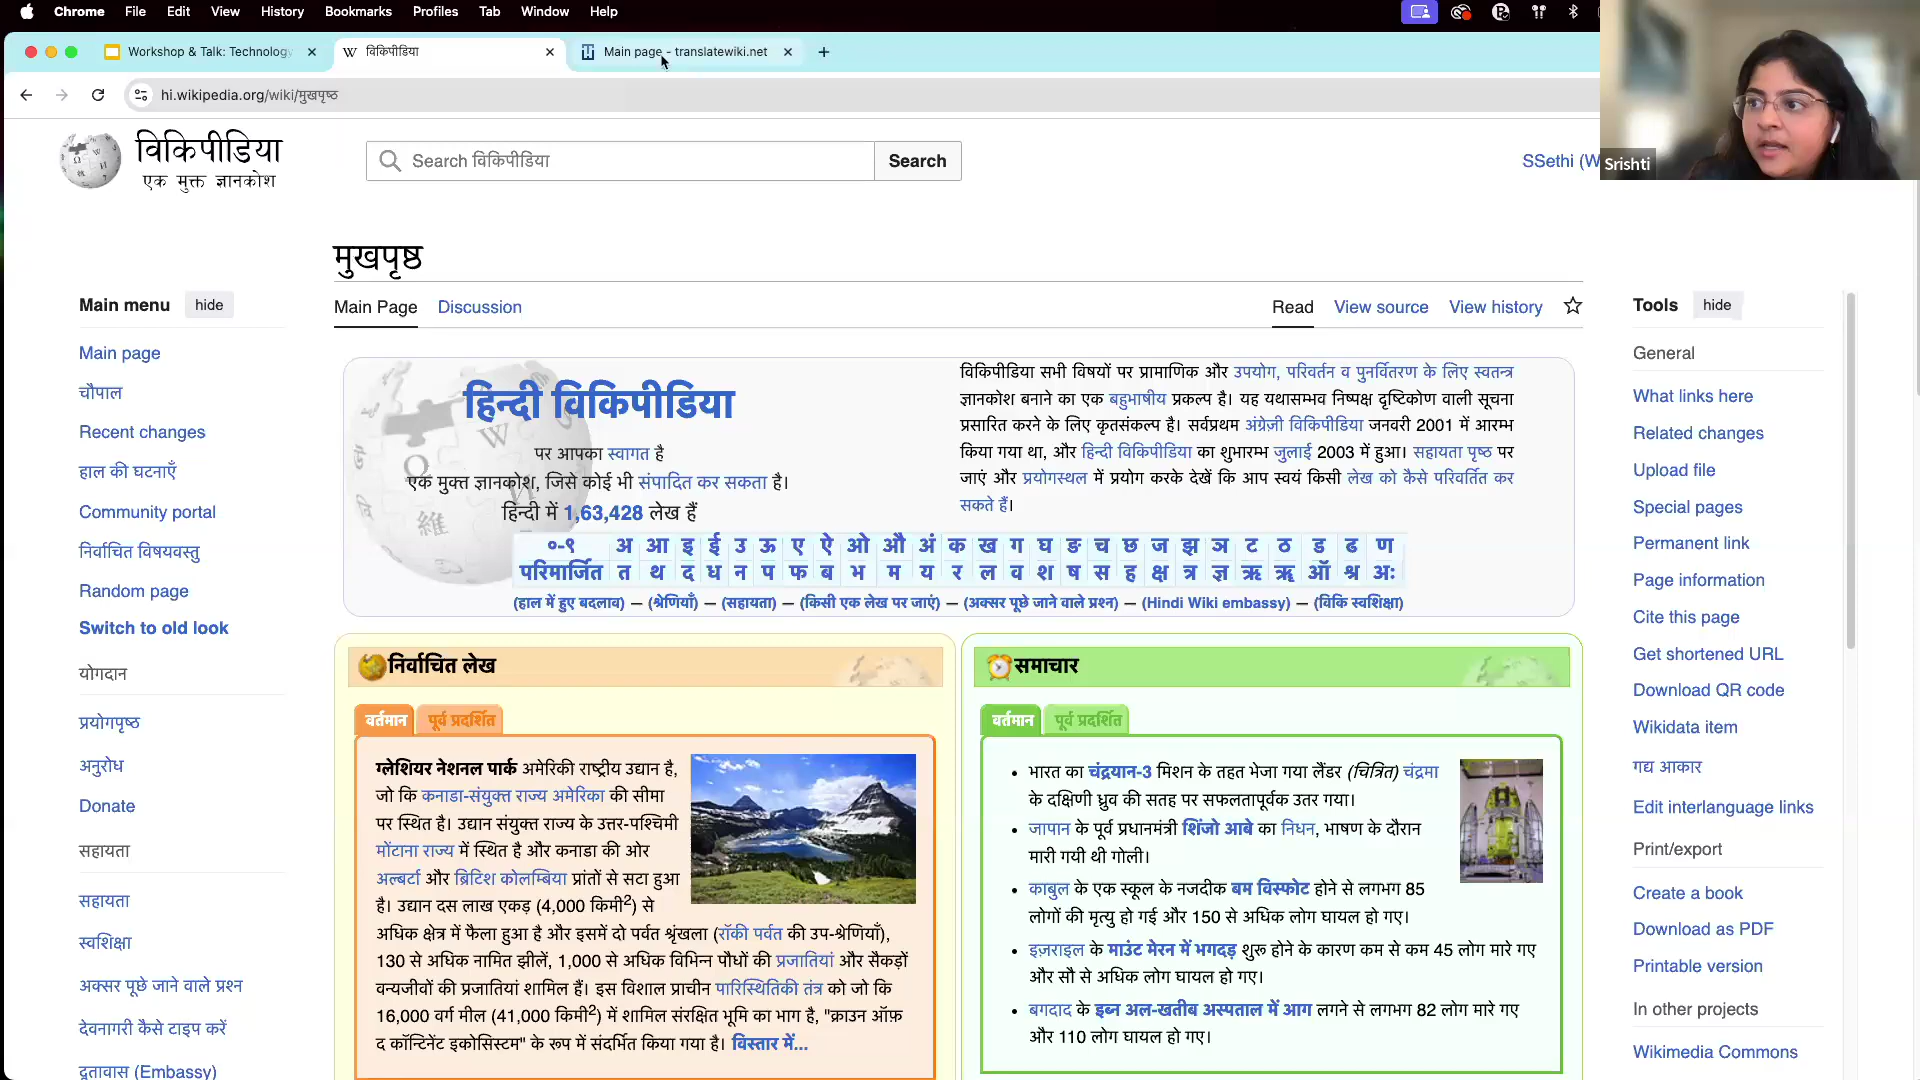 Chrome File Edit View History Bookmarks Profiles Tab Window Help
Workshop & Talk: Technology
विकिपीडिया
Main page - translatewiki.net
hi.wikipedia.org/wiki/मुखपृष्ठ
Srishti
विकिपीडिया
एक मुक्त ज्ञानकोश
Search विकिपीडिया
Search
SSethi (W
मुखपृष्ठ
Main Page Discussion
Read View source View history
Main menu hide
Main page
चौपाल
Recent changes
हाल की घटनाएँ
Community portal
निर्वाचित विषयवस्तु
Random page
Switch to old look
योगदान
प्रयोगपृष्ठ
अनुरोध
Donate
सहायता
सहायता
स्वशिक्षा
अक्सर पूछे जाने वाले प्रश्न
देवनागरी कैसे टाइप करें
दूतावास (Embassy)
हिन्दी विकिपीडिया
पर आपका स्वागत है
एक मुक्त ज्ञानकोश, जिसे कोई भी संपादित कर सकता है।
हिन्दी में 1,63,428 लेख हैं
विकिपीडिया सभी विषयों पर प्रामाणिक और उपयोग, परिवर्तन व पुनर्वितरण के लिए स्वतन्त्र
ज्ञानकोश बनाने का एक बहुभाषीय प्रकल्प है। यह यथासम्भव निष्पक्ष दृष्टिकोण वाली सूचना
प्रसारित करने के लिए कृतसंकल्प है। सर्वप्रथम अंग्रेज़ी विकिपीडिया जनवरी 2001 में आरम्भ
किया गया था, और हिन्दी विकिपीडिया का शुभारम्भ जुलाई 2003 में हुआ। सहायता पृष्ठ पर
जाएं और प्रयोगस्थल में प्रयोग करके देखें कि आप स्वयं किसी लेख को कैसे परिवर्तित कर
सकते हैं।
०-९ अ आ इ ई उ ऊ ए ऐ ओ औ अं क ख ग घ ङ च छ ज झ ञ ट ठ ड ढ ण
परिमार्जित त थ द ध न प फ ब भ म य र ल व श ष स ह क्ष त्र ज्ञ ऋ ॠ ऑ श्र अः
(हाल में हुए बदलाव) — (श्रेणियाँ) — (सहायता) — (किसी एक लेख पर जाएं) — (अक्सर पूछे जाने वाले प्रश्न) — (Hindi Wiki embassy) — (विकि स्वशिक्षा)
निर्वाचित लेख
वर्तमान पूर्व प्रदर्शित
ग्लेशियर नेशनल पार्क अमेरिकी राष्ट्रीय उद्यान है,
जो कि कनाडा-संयुक्त राज्य अमेरिका की सीमा
पर स्थित है। उद्यान संयुक्त राज्य के उत्तर-पश्चिमी
मोंटाना राज्य में स्थित है और कनाडा की ओर
अल्बर्टा और ब्रिटिश कोलम्बिया प्रांतों से सटा हुआ
है। उद्यान दस लाख एकड़ (4,000 किमी²) से
अधिक क्षेत्र में फैला हुआ है और इसमें दो पर्वत श्रृंखला (रॉकी पर्वत की उप-श्रेणियाँ),
130 से अधिक नामित झीलें, 1,000 से अधिक विभिन्न पौधों की प्रजातियां और सैकड़ों
वन्यजीवों की प्रजातियां शामिल हैं। इस विशाल प्राचीन पारिस्थितिकी तंत्र को जो कि
16,000 वर्ग मील (41,000 किमी²) में शामिल संरक्षित भूमि का भाग है, "क्राउन ऑफ़
द कॉन्टिनेंट इकोसिस्टम" के रूप में संदर्भित किया गया है। विस्तार में...
समाचार
वर्तमान पूर्व प्रदर्शित
भारत का चंद्रयान-3 मिशन के तहत भेजा गया लैंडर (चित्रित) चंद्रमा
के दक्षिणी ध्रुव की सतह पर सफलतापूर्वक उतर गया।
जापान के पूर्व प्रधानमंत्री शिंजो आबे का निधन, भाषण के दौरान
मारी गयी थी गोली।
काबुल के एक स्कूल के नजदीक बम विस्फोट होने से लगभग 85
लोगों की मृत्यु हो गई और 150 से अधिक लोग घायल हो गए।
इज़राइल के माउंट मेरन में भगदड़ शुरू होने के कारण कम से कम 45 लोग मारे गए
और सौ से अधिक लोग घायल हो गए।
बगदाद के इब्न अल-खतीब अस्पताल में आग लगने से लगभग 82 लोग मारे गए
और 110 लोग घायल हो गए।
Tools hide
General
What links here
Related changes
Upload file
Special pages
Permanent link
Page information
Cite this page
Get shortened URL
Download QR code
Wikidata item
गद्य आकार
Edit interlanguage links
Print/export
Create a book
Download as PDF
Printable version
In other projects
Wikimedia Commons